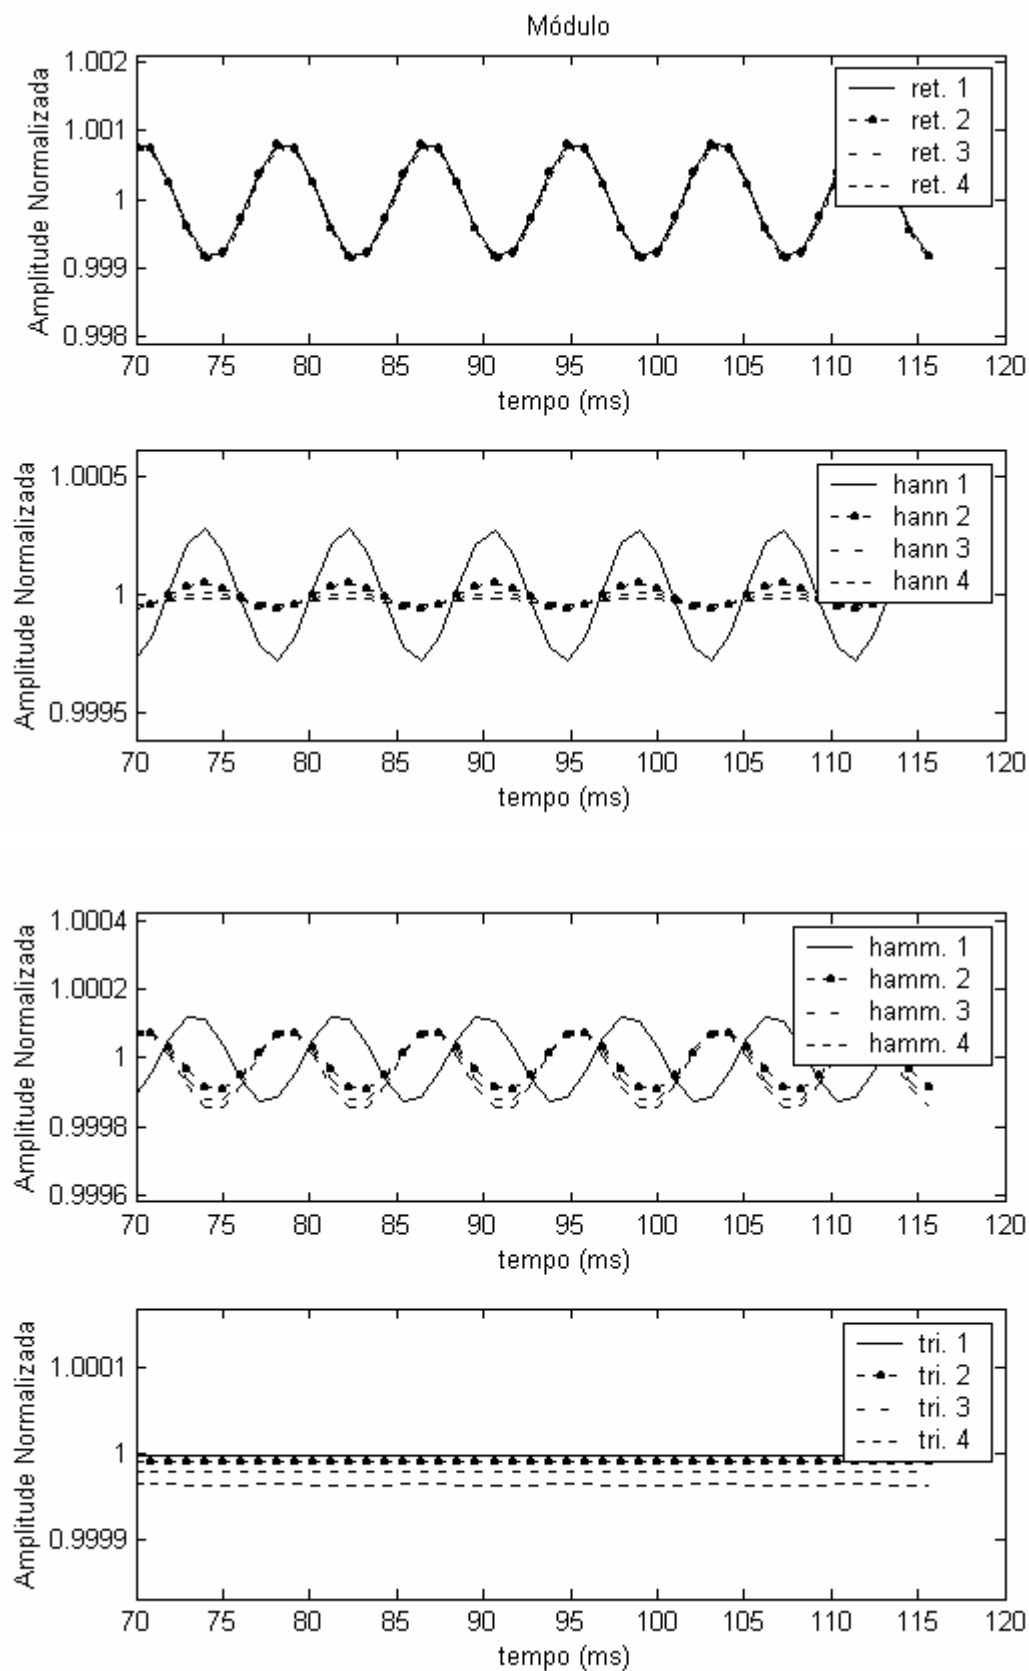 Módulo
Amplitude Normalizada
1.002
1.001
1
0.999
0.998
ret. 1
ret. 2
ret. 3
ret. 4
70 75 80 85 90 95 100 105 110 115 120
tempo (ms)
Amplitude Normalizada
1.0005
1
0.9995
hann 1
hann 2
hann 3
hann 4
70 75 80 85 90 95 100 105 110 115 120
tempo (ms)
Amplitude Normalizada
1.0004
1.0002
1
0.9998
0.9996
hamm. 1
hamm. 2
hamm. 3
hamm. 4
70 75 80 85 90 95 100 105 110 115 120
tempo (ms)
Amplitude Normalizada
1.0001
1
0.9999
tri. 1
tri. 2
tri. 3
tri. 4
70 75 80 85 90 95 100 105 110 115 120
tempo (ms)